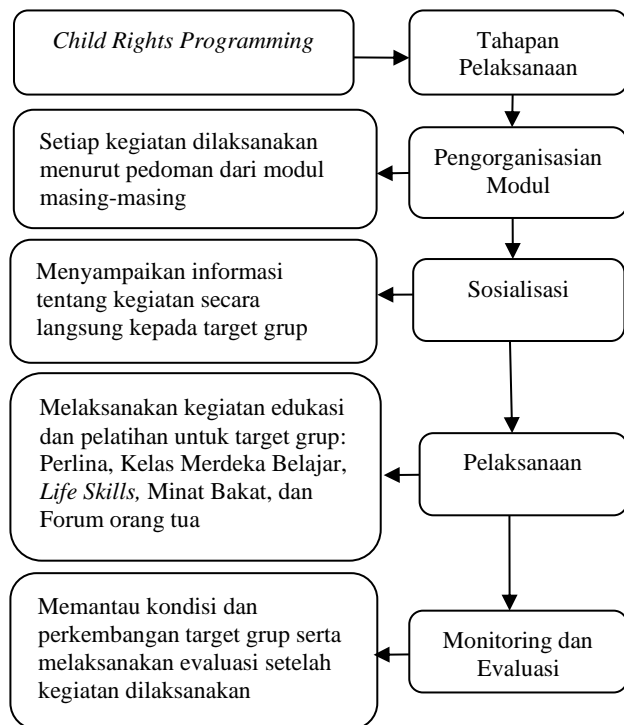 Child Rights Programming
Tahapan
Pelaksanaan
Setiap kegiatan dilaksanakan
menurut pedoman dari modul
masing-masing
Pengorganisasian
Modul
Menyampaikan informasi
tentang kegiatan secara
langsung kepada target grup
Sosialisasi
Melaksanakan kegiatan edukasi
dan pelatihan untuk target grup:
Perlina, Kelas Merdeka Belajar,
Life Skills, Minat Bakat, dan
Forum orang tua
Pelaksanaan
Memantau kondisi dan
perkembangan target grup serta
melaksanakan evaluasi setelah
kegiatan dilaksanakan
Monitoring dan
Evaluasi